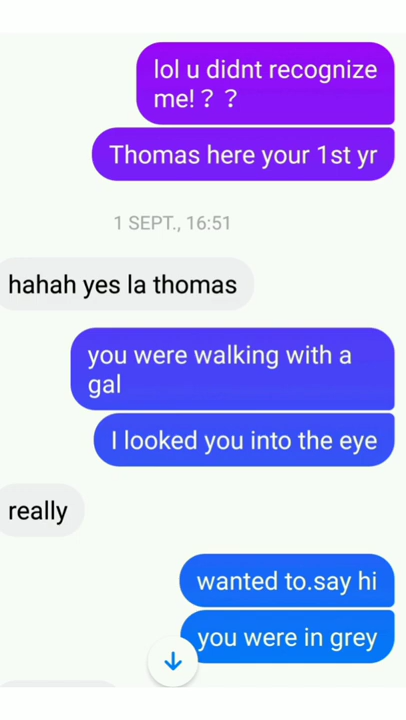 lol u didnt recognize
me!？？
Thomas here your 1st yr
1 SEPT., 16:51
hahah yes la thomas
you were walking with a
gal
I looked you into the eye
really
wanted to.say hi
you were in grey